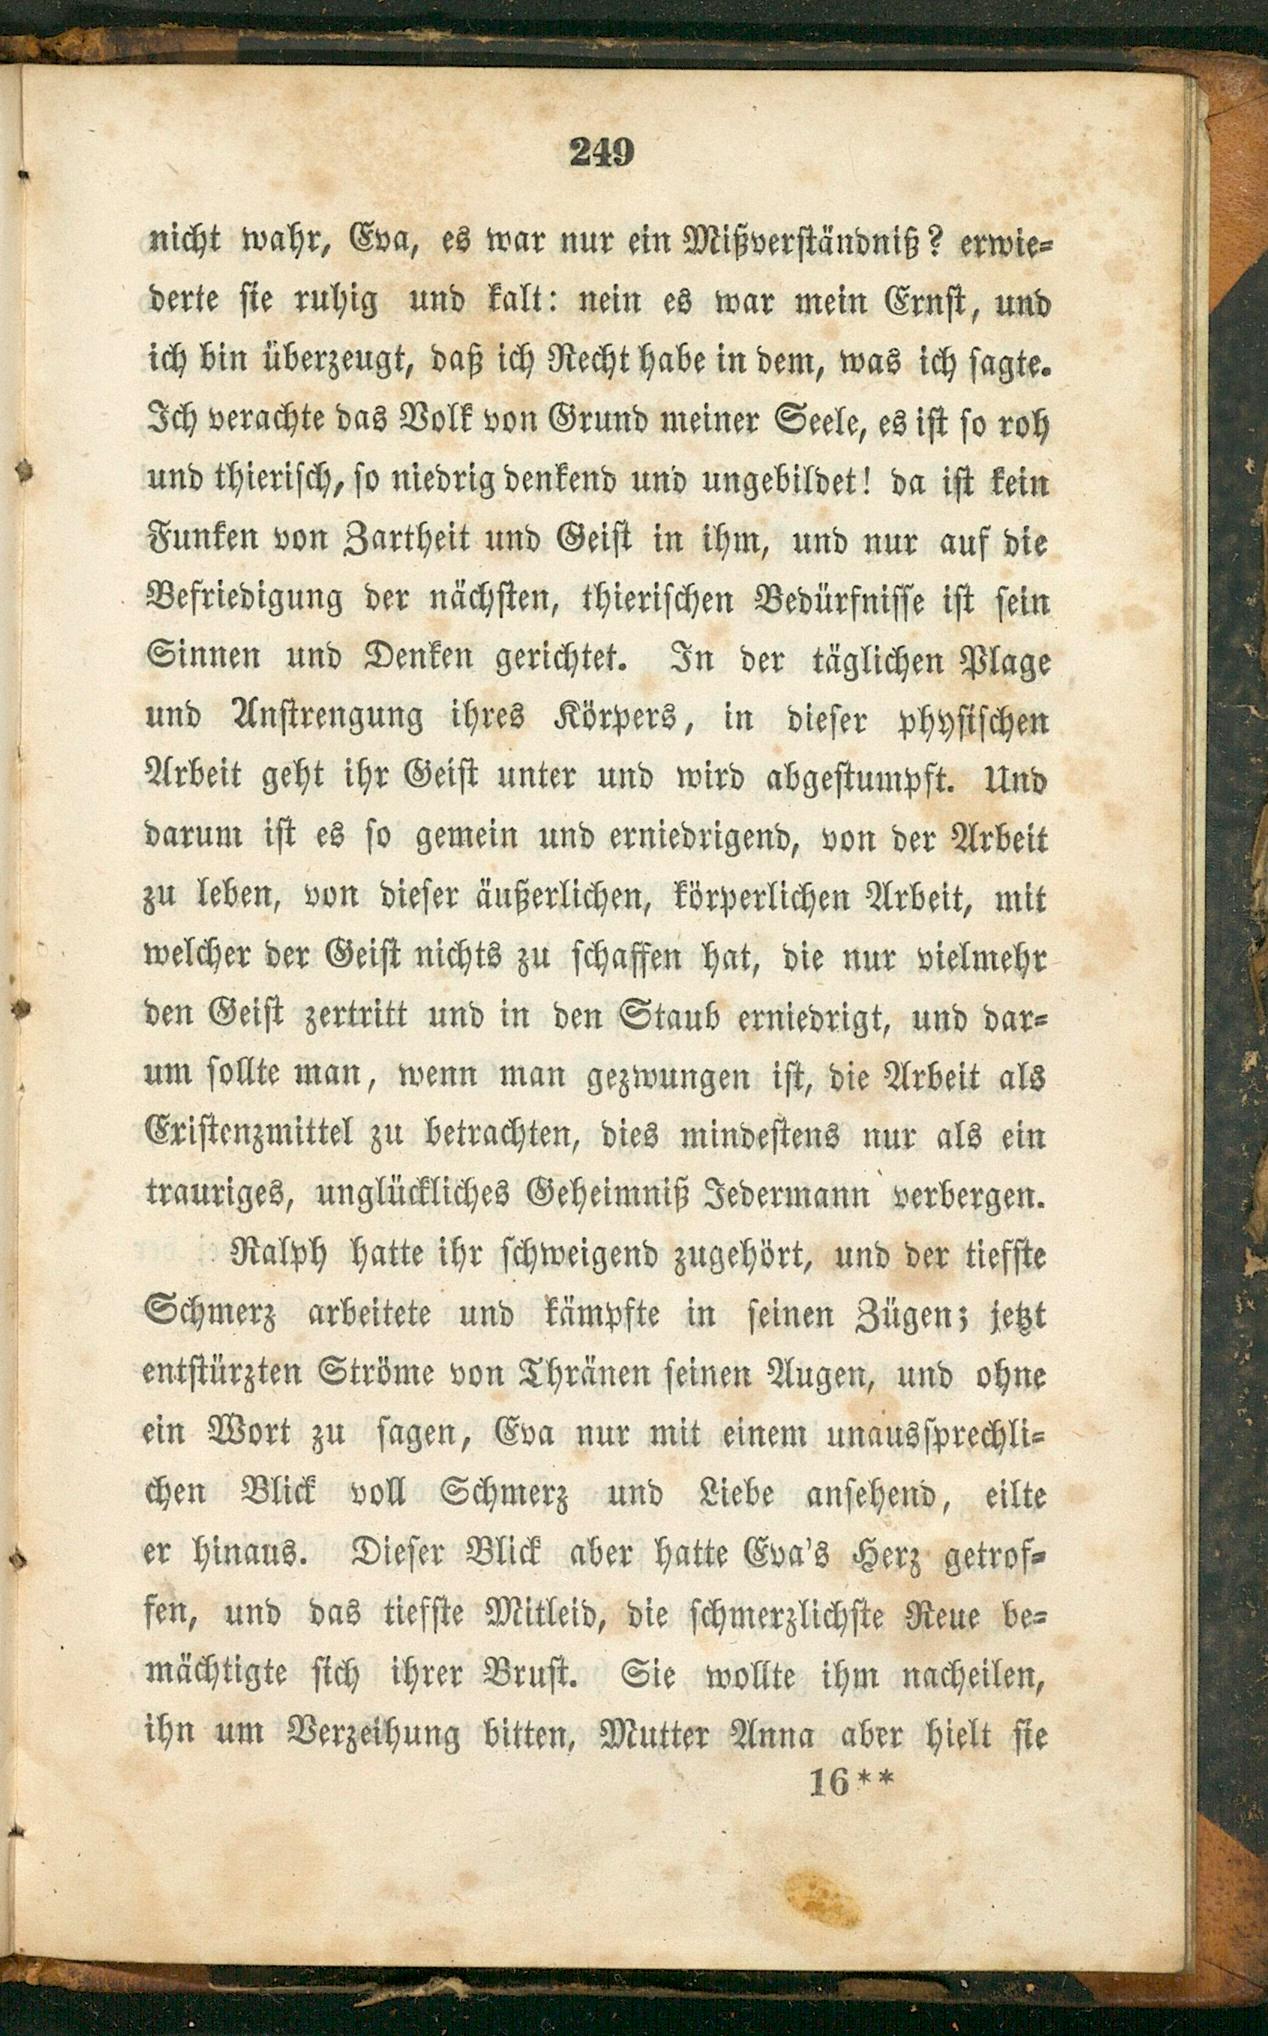 249
nicht wahr, Eva, es war nur ein Mißverständniß? erwie-
derte sie ruhig und kalt: nein es war mein Ernst, und
ich bin überzeugt, daß ich Recht habe in dem, was ich sagte.
Ich verachte das Volk von Grund meiner Seele, es ist so roh
und thierisch, so niedrig denkend und ungebildet! da ist kein
Funken von Zartheit und Geist in ihm, und nur auf die
Befriedigung der nächsten, thierischen Bedürfnisse ist sein
Sinnen und Denken gerichtet. In der täglichen Plage
und Anstrengung ihres Körpers, in dieser physischen
Arbeit geht ihr Geist unter und wird abgestumpft. Und
darum ist es so gemein und erniedrigend, von der Arbeit
zu leben, von dieser äußerlichen, körperlichen Arbeit, mit
welcher der Geist nichts zu schaffen hat, die nur vielmehr
den Geist zertritt und in den Staub erniedrigt, und dar-
um sollte man, wenn man gezwungen ist, die Arbeit als
Existenzmittel zu betrachten, dies mindestens nur als ein
trauriges, unglückliches Geheimniß Jedermann verbergen.
Ralph hatte ihr schweigend zugehört, und der tiefste
Schmerz arbeitete und kämpfte in seinen Zügen; jetzt
entstürzten Ströme von Thränen seinen Augen, und ohne
ein Wort zu sagen, Eva nur mit einem unaussprechli-
chen Blick voll Schmerz und Liebe ansehend, eilte
er hinaus. Dieser Blick aber hatte Eva's Herz getrof-
fen, und das tiefste Mitleid, die schmerzlichste Reue be-
mächtigte sich ihrer Brust. Sie wollte ihm nacheilen,
ihn um Verzeihung bitten, Mutter Anna aber hielt sie
16**